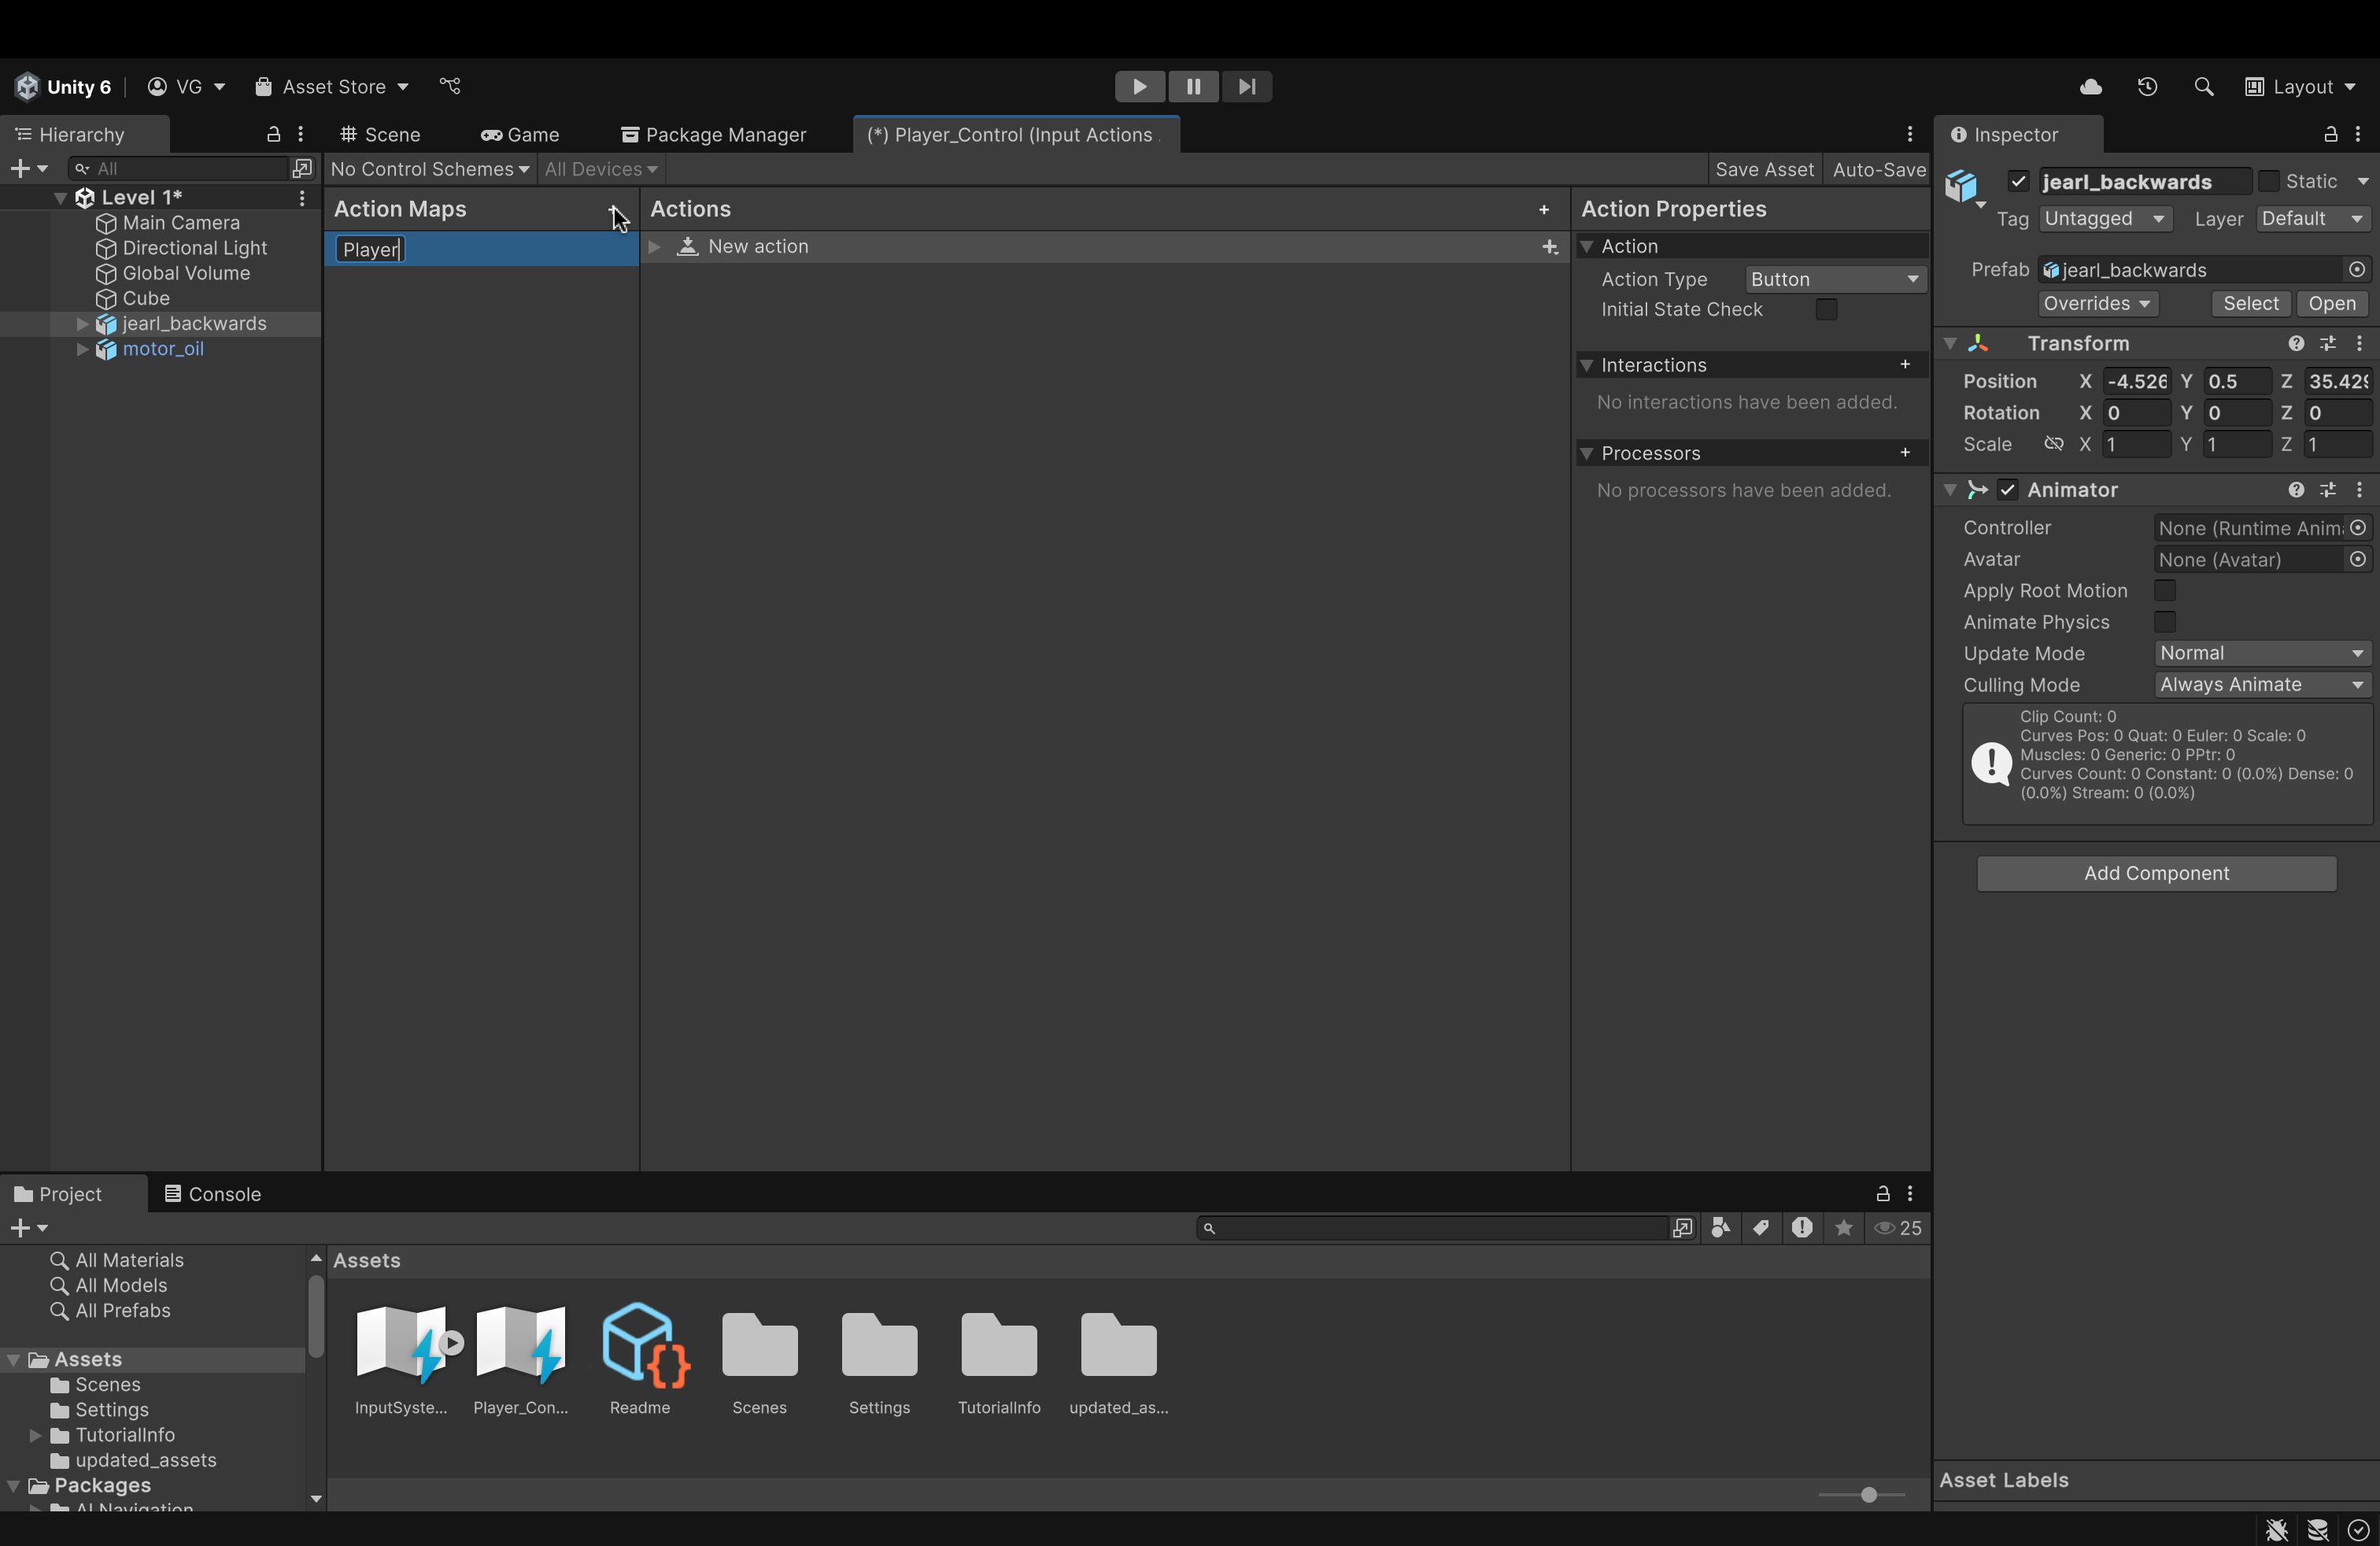 Unity 6
VG
Asset Store
Layout
Hierarchy
Scene
Game
Package Manager
(*) Player_Control (Input Actions
Inspector
All
No Control Schemes
All Devices
Save Asset
Auto-Save
jearl_backwards
Static
Tag
Untagged
Layer
Default
Prefab
jearl_backwards
Overrides
Select
Open
Level 1*
Main Camera
Directional Light
Global Volume
Cube
jearl_backwards
motor_oil
Action Maps
Player
Actions
New action
Action Properties
Action
Action Type
Button
Initial State Check
Interactions
No interactions have been added.
Processors
No processors have been added.
Transform
Position X -4.526 Y 0.5 Z 35.429
Rotation X 0 Y 0 Z 0
Scale X 1 Y 1 Z 1
Animator
Controller
None (Runtime Anim
Avatar
None (Avatar)
Apply Root Motion
Animate Physics
Update Mode
Normal
Culling Mode
Always Animate
Clip Count: 0
Curves Pos: 0 Quat: 0 Euler: 0 Scale: 0
Muscles: 0 Generic: 0 PPtr: 0
Curves Count: 0 Constant: 0 (0.0%) Dense: 0
(0.0%) Stream: 0 (0.0%)
Add Component
Project
Console
25
All Materials
All Models
All Prefabs
Assets
Scenes
Settings
TutorialInfo
updated_assets
Packages
AI Navigation
Assets
InputSyste...
Player_Con...
Readme
Scenes
Settings
TutorialInfo
updated_as...
Asset Labels